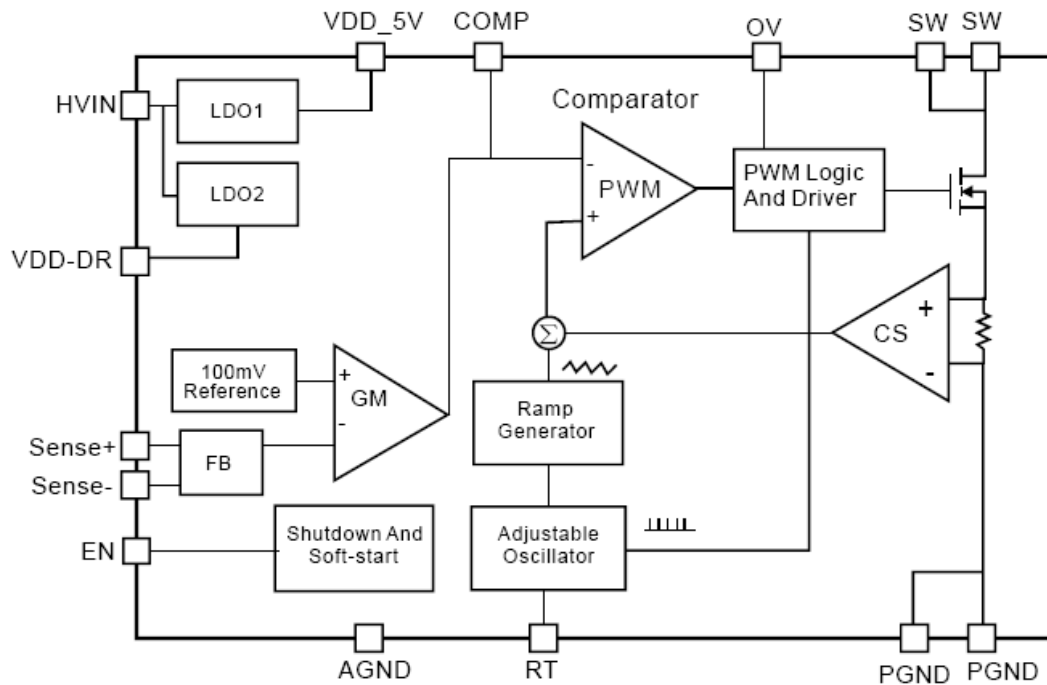 VDD_5V
COMP
OV
SW
SW
HVIN
LDO1
Comparator
LDO2
-
PWM
+
PWM Logic
And Driver
VDD-DR
Σ
+
CS
-
100mV
Reference
+
GM
-
Ramp
Generator
Sense+
FB
Sense-
Shutdown And
Soft-start
Adjustable
Oscillator
EN
AGND
RT
PGND
PGND